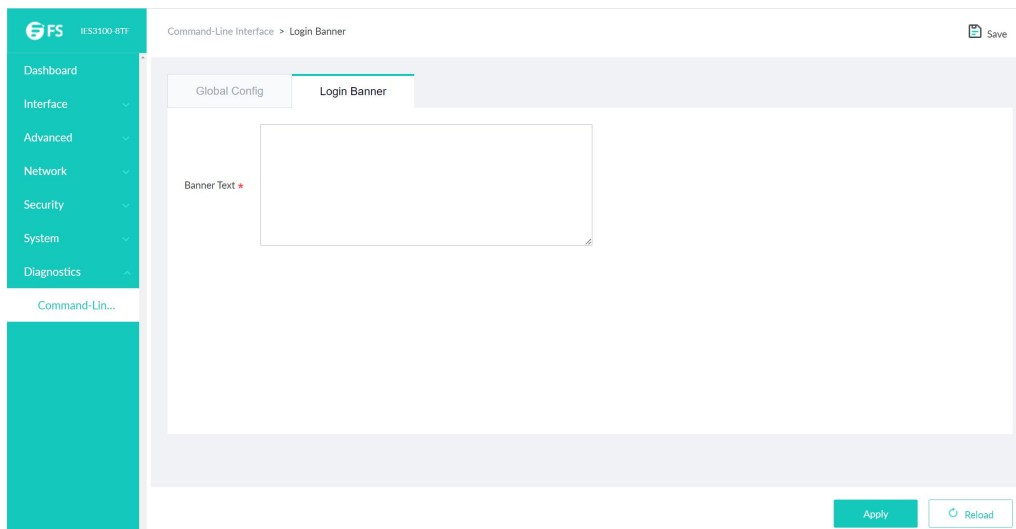 FS IES3100-8TF
Command-Line Interface > Login Banner
Save
Dashboard
Interface
Advanced
Network
Security
System
Diagnostics
Command-Lin...
Global Config
Login Banner
Banner Text *
Apply
Reload